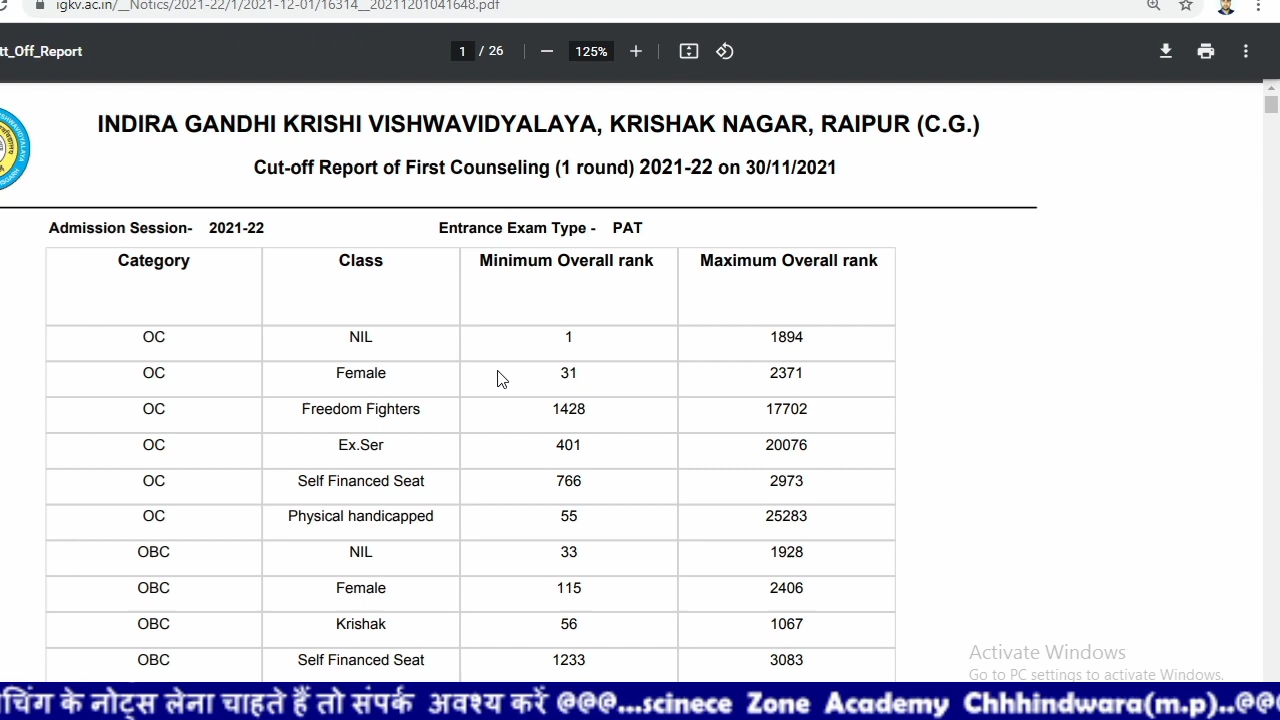 igkv.ac.in/__Notics/2021-22/1/2021-12-01/16314__20211201041648.pdf
tt_Off_Report 1 / 26 125%
INDIRA GANDHI KRISHI VISHWAVIDYALAYA, KRISHAK NAGAR, RAIPUR (C.G.)
Cut-off Report of First Counseling (1 round) 2021-22 on 30/11/2021
Admission Session- 2021-22 Entrance Exam Type - PAT
Category Class Minimum Overall rank Maximum Overall rank
OC NIL 1 1894
OC Female 31 2371
OC Freedom Fighters 1428 17702
OC Ex.Ser 401 20076
OC Self Financed Seat 766 2973
OC Physical handicapped 55 25283
OBC NIL 33 1928
OBC Female 115 2406
OBC Krishak 56 1067
OBC Self Financed Seat 1233 3083
Activate Windows
Go to PC settings to activate Windows.
चिंग के नोट्स लेना चाहते हैं तो संपर्क अवश्य करें @@@...scinece Zone Academy Chhhindwara(m.p)..@@